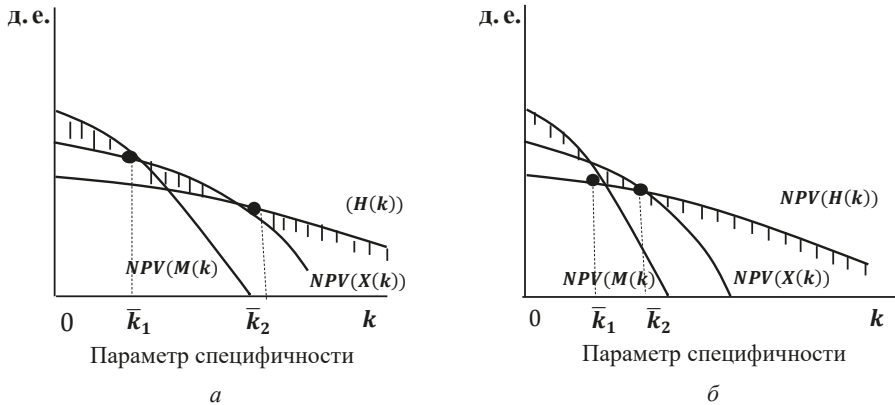 д. е.
(H(k))
NPV(M(k)
NPV(X(k))
0
k̅₁
k̅₂
k
Параметр специфичности
а
д. е.
NPV(H(k))
NPV(M(k)
NPV(X(k))
0
k̅₁
k̅₂
k
Параметр специфичности
б